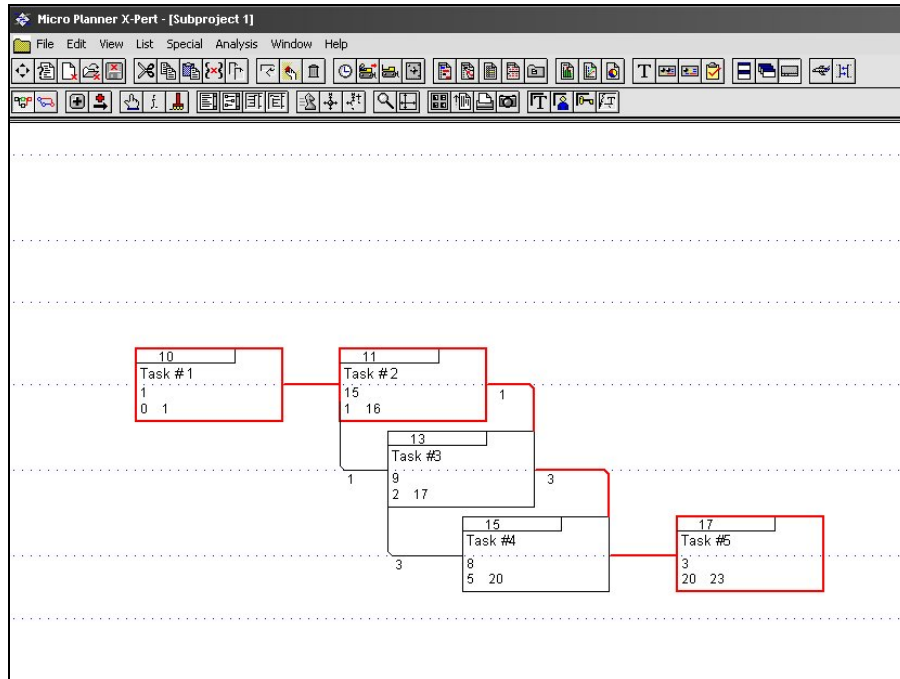 Micro Planner X-Pert - [Subproject 1]
File Edit View List Special Analysis Window Help
10
Task #1
1
0 1
11
Task #2
15
1 16
1
13
Task #3
9
2 17
1
3
15
Task #4
8
5 20
3
17
Task #5
3
20 23